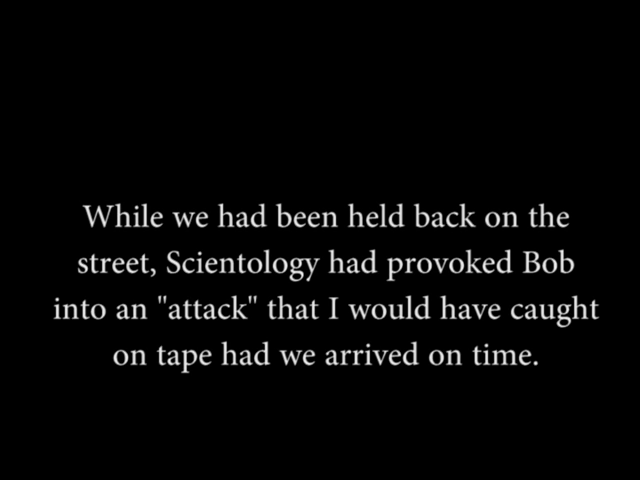 While we had been held back on the
street, Scientology had provoked Bob
into an "attack" that I would have caught
on tape had we arrived on time.